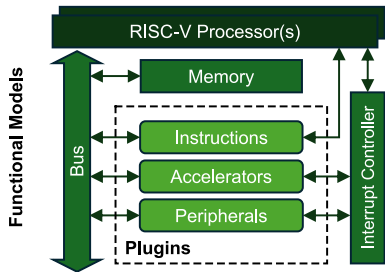 RISC-V Processor(s)
Functional Models
Bus
Memory
Instructions
Accelerators
Peripherals
Plugins
Interrupt Controller